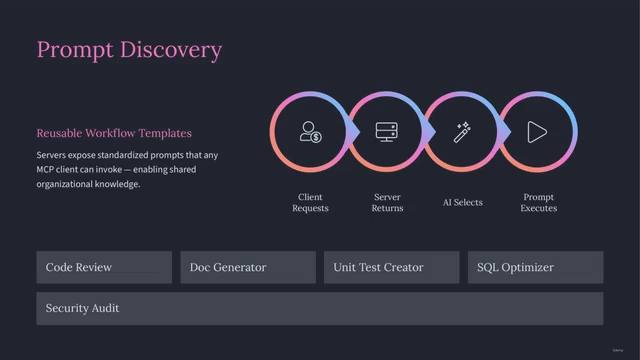 Prompt Discovery
Reusable Workflow Templates
Servers expose standardized prompts that any
MCP client can invoke — enabling shared
organizational knowledge.
Client
Requests
Server
Returns
AI Selects
Prompt
Executes
Code Review
Doc Generator
Unit Test Creator
SQL Optimizer
Security Audit